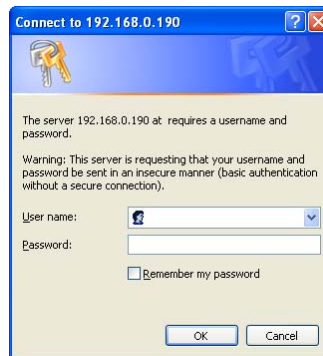 Connect to 192.168.0.190
The server 192.168.0.190 at requires a username and
password.
Warning: This server is requesting that your username and
password be sent in an insecure manner (basic authentication
without a secure connection).
User name:
Password:
Remember my password
OK Cancel